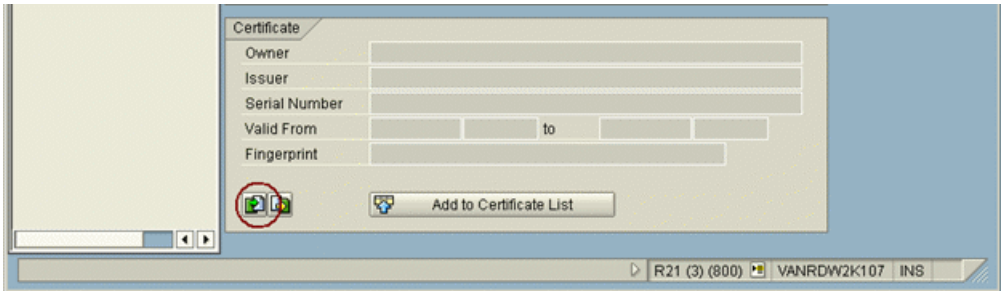 Certificate
Owner
Issuer
Serial Number
Valid From to
Fingerprint
Add to Certificate List
R21 (3) (800) VANRDW2K107 INS